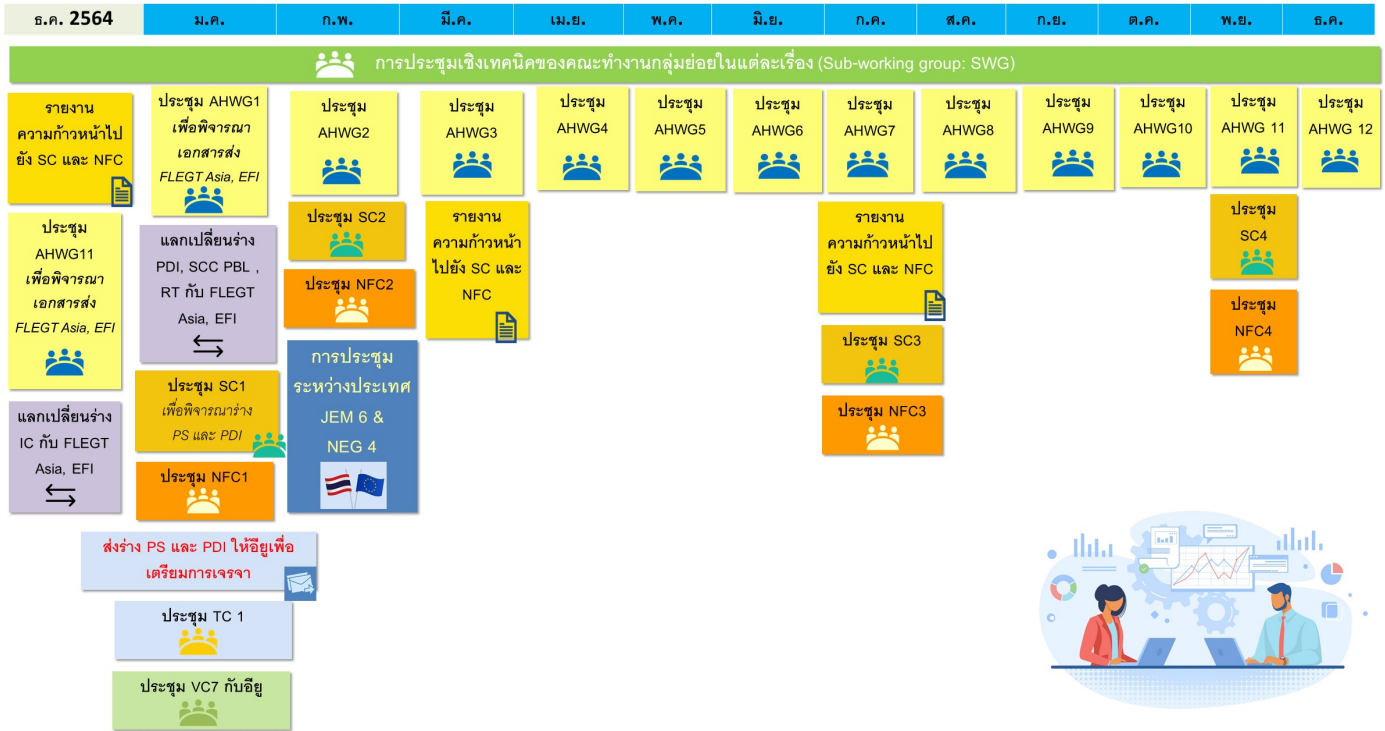 ธ.ค. 2564
ม.ค.
ก.พ.
มี.ค.
เม.ย.
พ.ค.
มิ.ย.
ก.ค.
ส.ค.
ก.ย.
ต.ค.
พ.ย.
ธ.ค.
การประชุมเชิงเทคนิคของคณะทำงานกลุ่มย่อยในแต่ละเรื่อง (Sub-working group: SWG)
รายงาน
ความก้าวหน้าไป
ยัง SC และ NFC
ประชุม
AHWG11
เพื่อพิจารณา
เอกสารส่ง
FLEGT Asia, EFI
แลกเปลี่ยนร่าง
IC กับ FLEGT
Asia, EFI
ประชุม AHWG1
เพื่อพิจารณา
เอกสารส่ง
FLEGT Asia, EFI
แลกเปลี่ยนร่าง
PDI, SCC PBL ,
RT กับ FLEGT
Asia, EFI
ประชุม SC1
เพื่อพิจารณาร่าง
PS และ PDI
ประชุม NFC1
ส่งร่าง PS และ PDI ให้อียูเพื่อ
เตรียมการเจรจา
ประชุม TC 1
ประชุม VC7 กับอียู
ประชุม
AHWG2
ประชุม SC2
ประชุม NFC2
การประชุม
ระหว่างประเทศ
JEM 6 &
NEG 4
ประชุม
AHWG3
รายงาน
ความก้าวหน้า
ไปยัง SC และ
NFC
ประชุม
AHWG4
ประชุม
AHWG5
ประชุม
AHWG6
ประชุม
AHWG7
รายงาน
ความก้าวหน้าไป
ยัง SC และ NFC
ประชุม SC3
ประชุม NFC3
ประชุม
AHWG8
ประชุม
AHWG9
ประชุม
AHWG10
ประชุม
AHWG 11
ประชุม
SC4
ประชุม
NFC4
ประชุม
AHWG 12